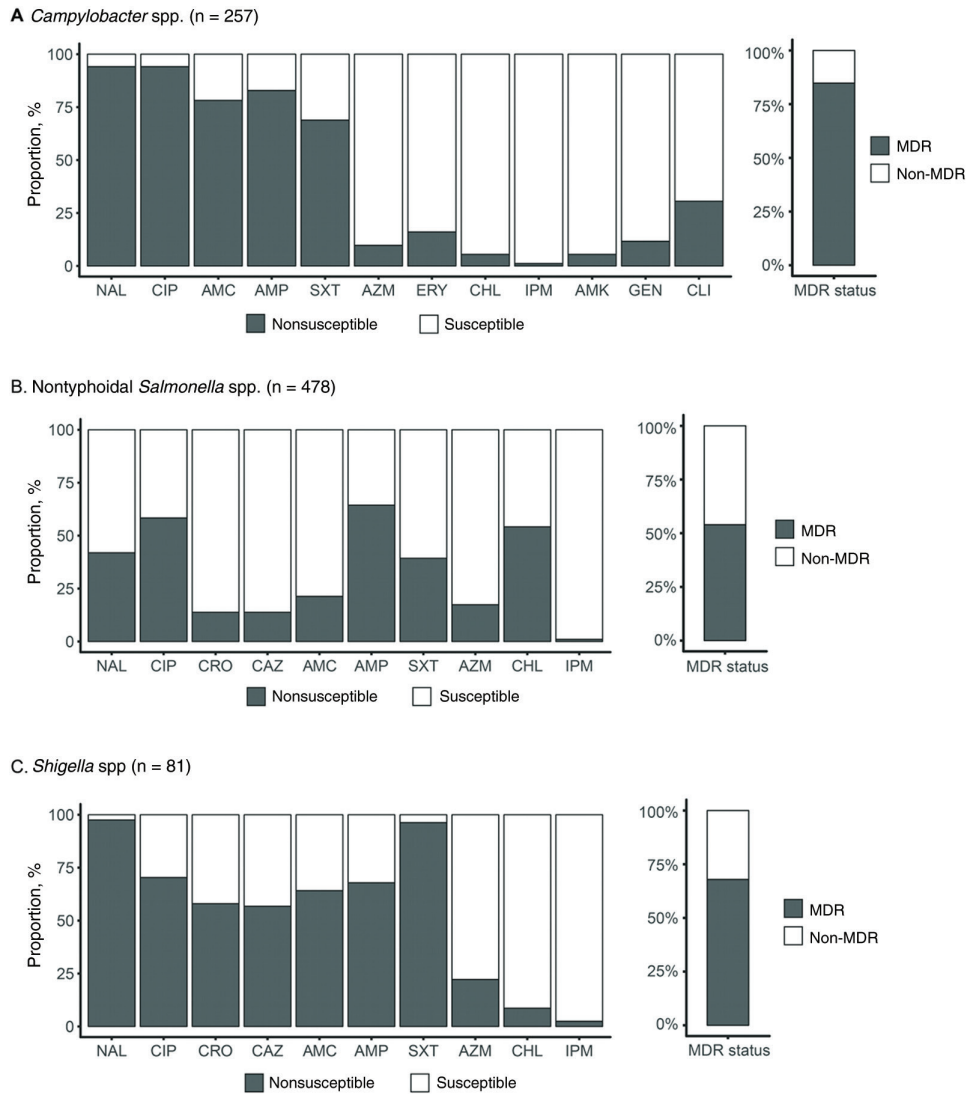 A Campylobacter spp. (n = 257)
Proportion, %
100
75
50
25
0
NAL CIP AMC AMP SXT AZM ERY CHL IPM AMK GEN CLI
Nonsusceptible Susceptible
100%
75%
50%
25%
0%
MDR status
MDR
Non-MDR
B. Nontyphoidal Salmonella spp. (n = 478)
Proportion, %
100
75
50
25
0
NAL CIP CRO CAZ AMC AMP SXT AZM CHL IPM
Nonsusceptible Susceptible
100%
75%
50%
25%
0%
MDR status
MDR
Non-MDR
C. Shigella spp (n = 81)
Proportion, %
100
75
50
25
0
NAL CIP CRO CAZ AMC AMP SXT AZM CHL IPM
Nonsusceptible Susceptible
100%
75%
50%
25%
0%
MDR status
MDR
Non-MDR